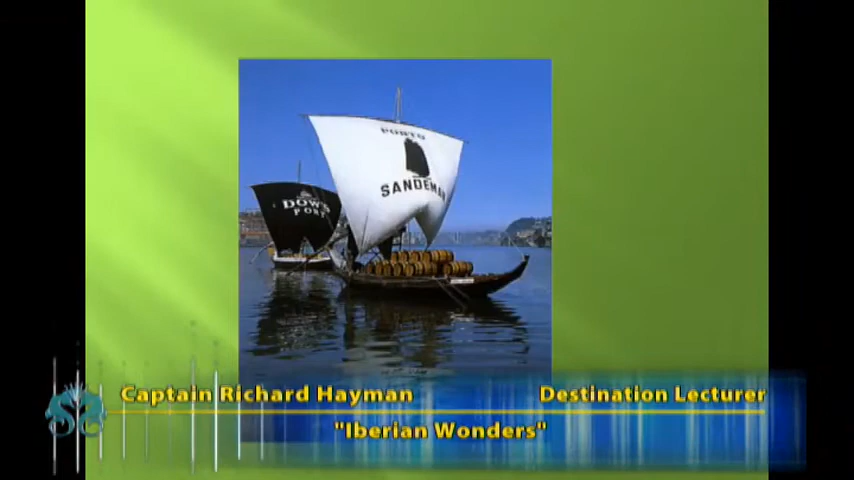 PORTO
SANDEMAN
DOW'S
PORT
Captain Richard Hayman
Destination Lecturer
"Iberian Wonders"